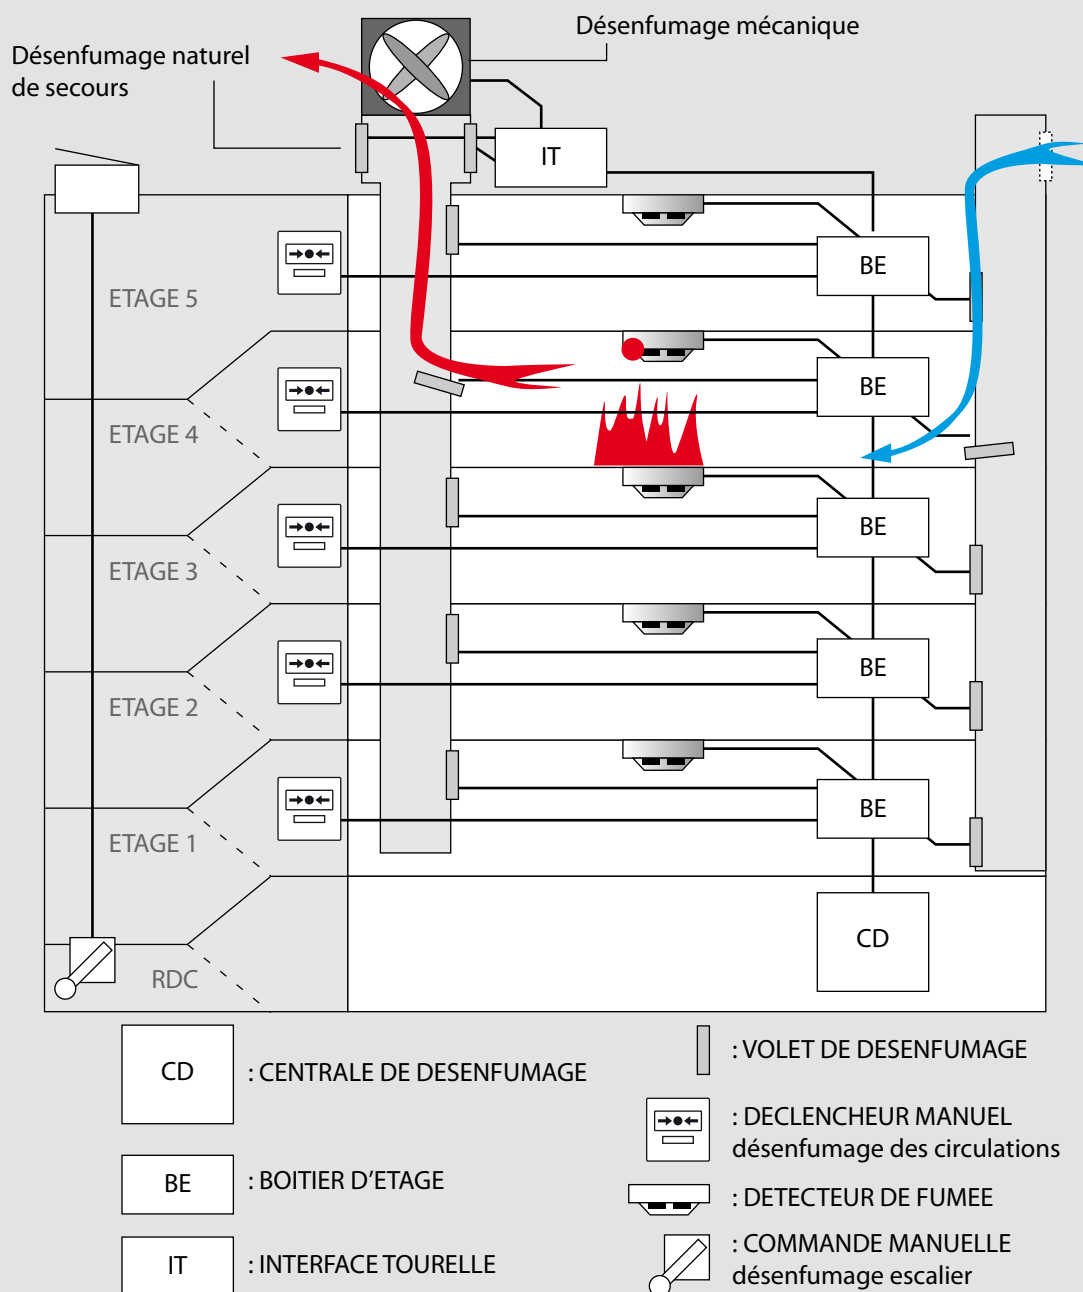 Désenfumage mécanique
Désenfumage naturel
de secours
IT
BE
ETAGE 5
BE
ETAGE 4
BE
ETAGE 3
BE
ETAGE 2
BE
ETAGE 1
CD
RDC
CD
: CENTRALE DE DESENFUMAGE
: VOLET DE DESENFUMAGE
: DECLENCHEUR MANUEL
désenfumage des circulations
BE
: BOITIER D'ETAGE
: DETECTEUR DE FUMEE
IT
: INTERFACE TOURELLE
: COMMANDE MANUELLE
désenfumage escalier